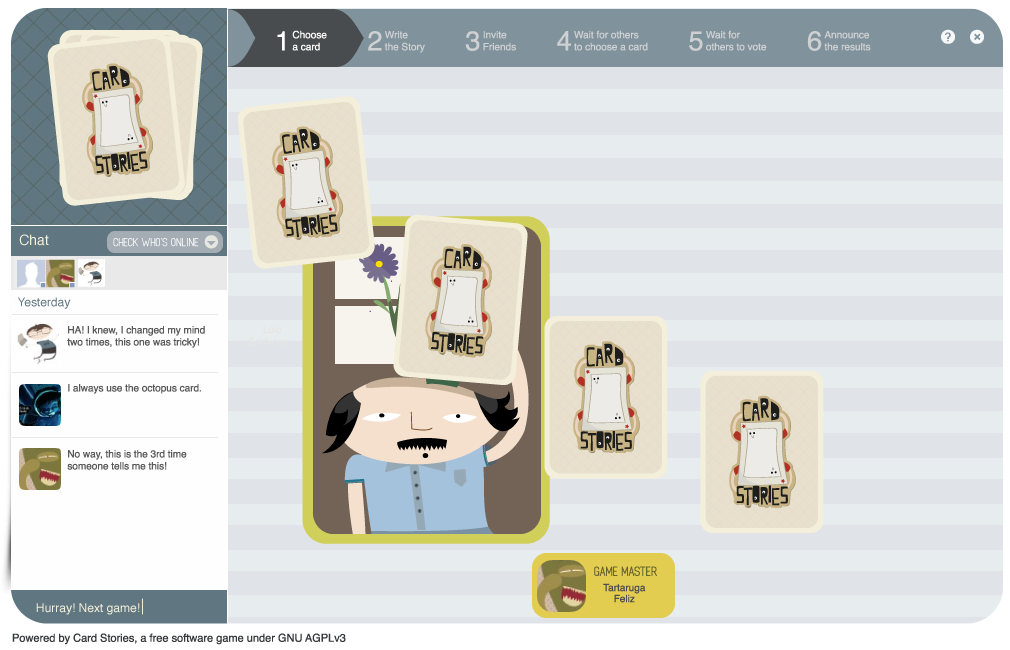 CARD
STORIES
1 Choose
a card
2 Write
the Story
3 Invite
Friends
4 Wait for others
to choose a card
5 Wait for
others to vote
6 Announce
the results
?
Chat
CHECK WHO'S ONLINE
Yesterday
HA! I knew, I changed my mind
two times, this one was tricky!
I always use the octopus card.
No way, this is the 3rd time
someone tells me this!
Hurray! Next game!
CARD
STORIES
CARD
STORIES
CARD
STORIES
CARD
STORIES
GAME MASTER
Tartaruga
Feliz
Powered by Card Stories, a free software game under GNU AGPLv3